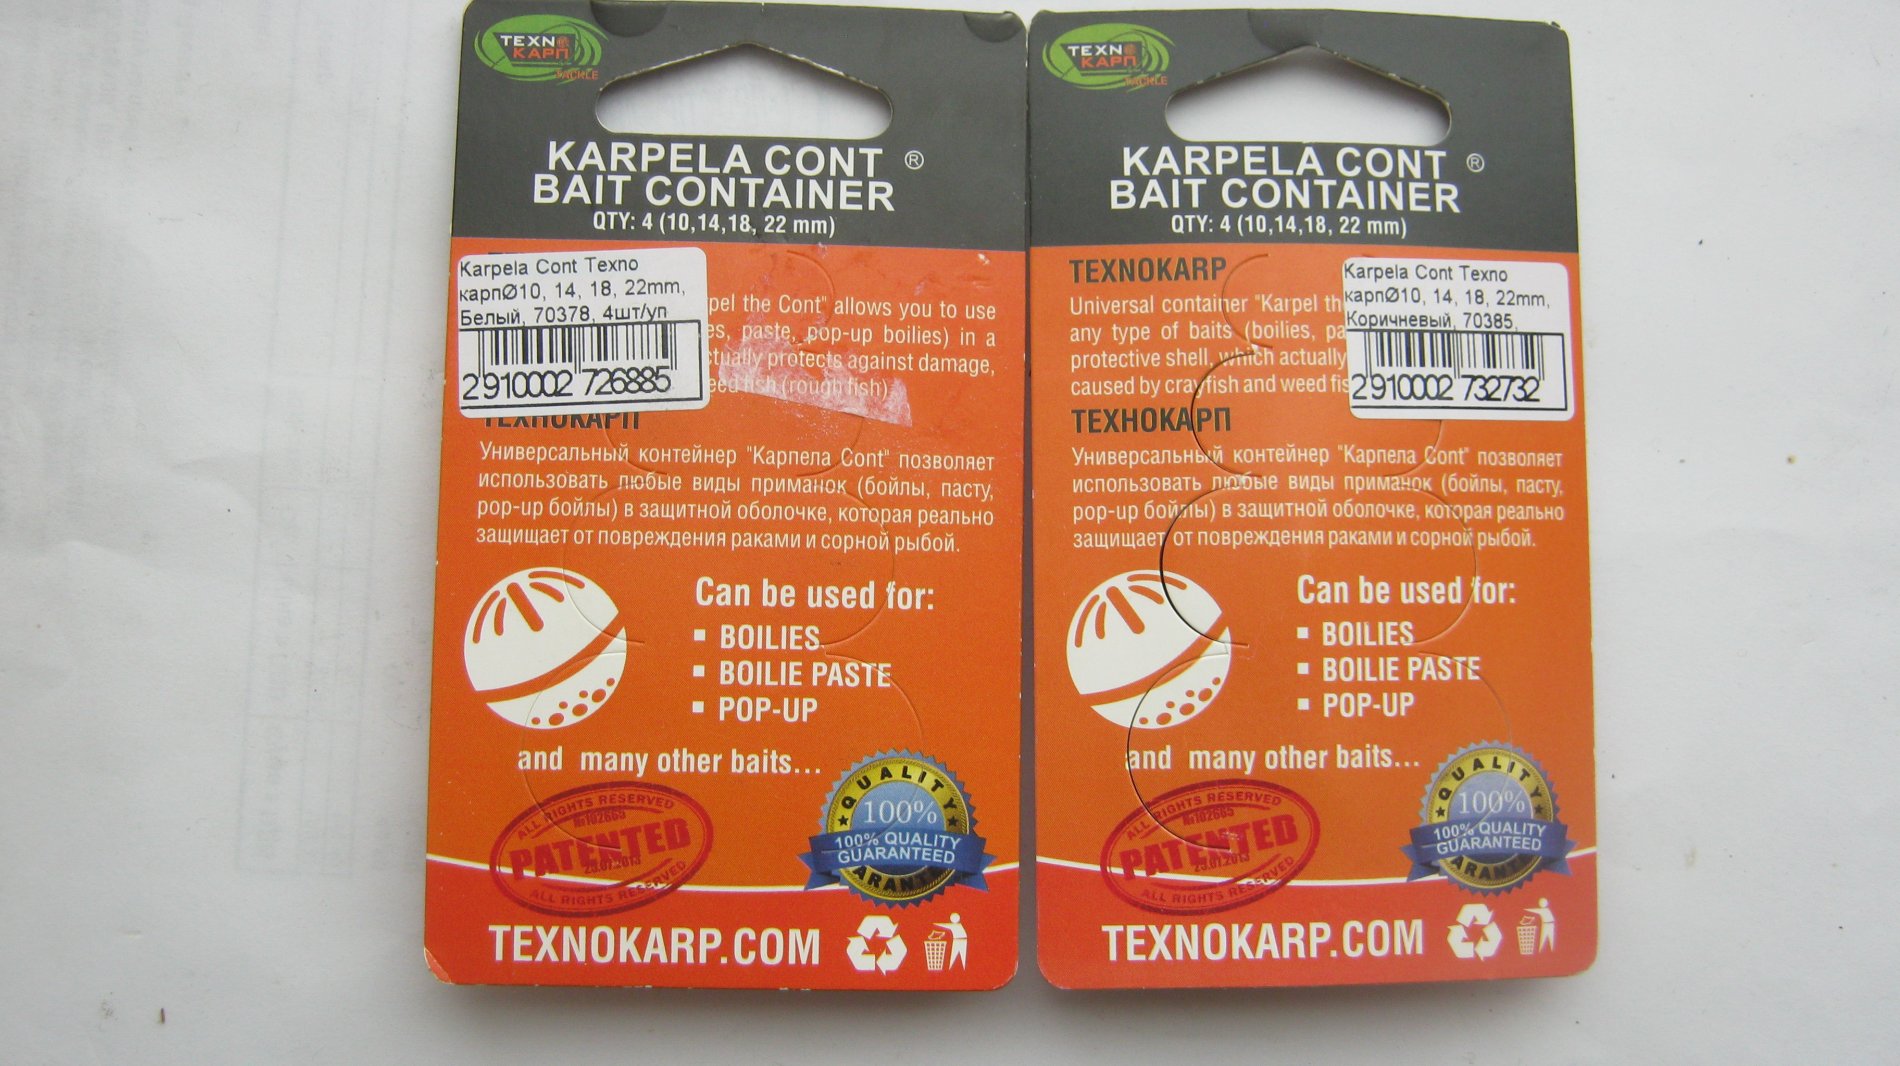 TEXNO
КАРП
TACKLE
KARPELA CONT ®
BAIT CONTAINER
QTY: 4 (10,14,18, 22 mm)
Karpela Cont Texno
карпØ10, 14, 18, 22mm,
Белый, 70378, 4шт/уп
2910002 726885
pel the Cont" allows you to use
es, paste, pop-up boilies) in a
ctually protects against damage,
weed fish (rough fish)
ТЕХНОКАРП
Универсальный контейнер "Карпела Cont" позволяет
использовать любые виды приманок (бойлы, пасту,
pop-up бойлы) в защитной оболочке, которая реально
защищает от повреждения раками и сорной рыбой.
Can be used for:
▪ BOILIES
▪ BOILIE PASTE
▪ POP-UP
and many other baits...
ALL RIGHTS RESERVED
№102663
PATENTED
ALL RIGHTS RESERVED
QUALITY
100%
100% QUALITY
GUARANTEED
TEXNOKARP.COM
TEXNO
КАРП
TACKLE
KARPELA CONT ®
BAIT CONTAINER
QTY: 4 (10,14,18, 22 mm)
TEXNOKARP
Universal container "Karpel th
any type of baits (boilies, pa
protective shell, which actually
caused by crayfish and weed fis
Karpela Cont Texno
карпØ10, 14, 18, 22mm,
Коричневый, 70385,
2910002 732732
ТЕХНОКАРП
Универсальный контейнер "Карпела Cont" позволяет
использовать любые виды приманок (бойлы, пасту,
pop-up бойлы) в защитной оболочке, которая реально
защищает от повреждения раками и сорной рыбой.
Can be used for:
▪ BOILIES
▪ BOILIE PASTE
▪ POP-UP
and many other baits...
ALL RIGHTS RESERVED
№102663
PATENTED
ALL RIGHTS RESERVED
QUALITY
100%
100% QUALITY
GUARANTEED
TEXNOKARP.COM